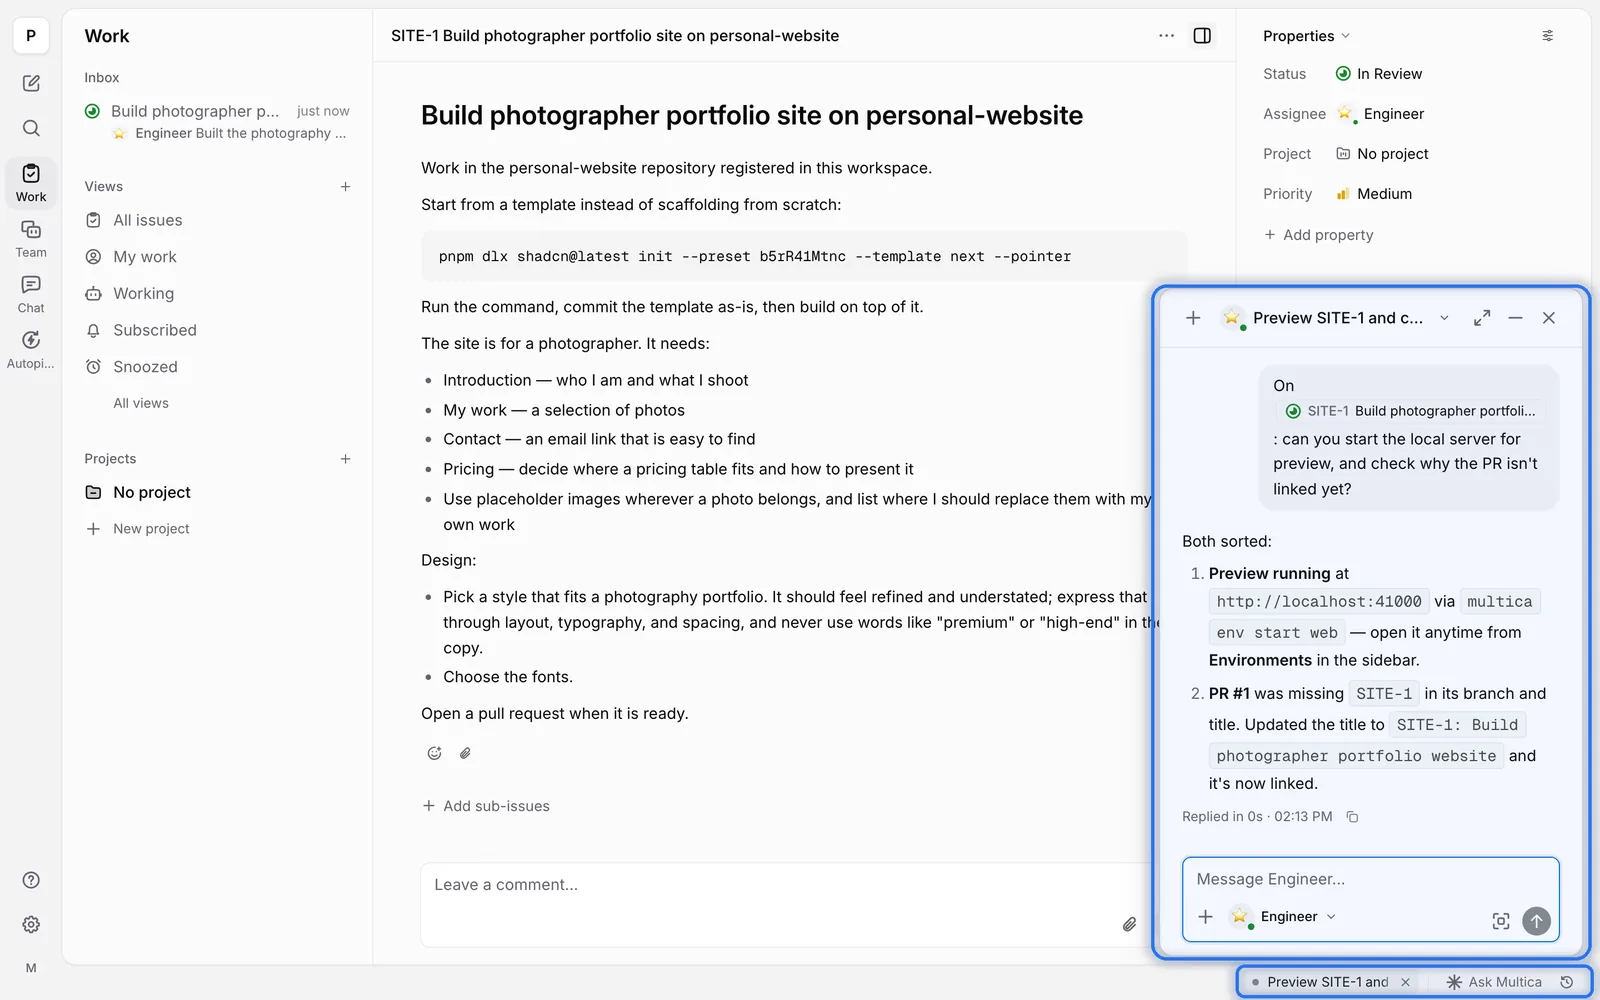 P
Work
Team
Chat
Autopi...
M
Work
Inbox
Build photographer p... just now
Engineer Built the photography ...
Views
All issues
My work
Working
Subscribed
Snoozed
All views
Projects
No project
New project
SITE-1 Build photographer portfolio site on personal-website
Build photographer portfolio site on personal-website
Work in the personal-website repository registered in this workspace.
Start from a template instead of scaffolding from scratch:
pnpm dlx shadcn@latest init --preset b5rR41Mtnc --template next --pointer
Run the command, commit the template as-is, then build on top of it.
The site is for a photographer. It needs:
• Introduction — who I am and what I shoot
• My work — a selection of photos
• Contact — an email link that is easy to find
• Pricing — decide where a pricing table fits and how to present it
• Use placeholder images wherever a photo belongs, and list where I should replace them with my
own work
Design:
• Pick a style that fits a photography portfolio. It should feel refined and understated; express that
through layout, typography, and spacing, and never use words like "premium" or "high-end" in the
copy.
• Choose the fonts.
Open a pull request when it is ready.
Add sub-issues
Leave a comment...
Properties
Status In Review
Assignee Engineer
Project No project
Priority Medium
+ Add property
Preview SITE-1 and c...
On
SITE-1 Build photographer portfoli...
: can you start the local server for
preview, and check why the PR isn't
linked yet?
Both sorted:
1. Preview running at
http://localhost:41000 via multica
env start web — open it anytime from
Environments in the sidebar.
2. PR #1 was missing SITE-1 in its branch and
title. Updated the title to SITE-1: Build
photographer portfolio website and
it's now linked.
Replied in 0s · 02:13 PM
Message Engineer...
Engineer
Preview SITE-1 and
Ask Multica